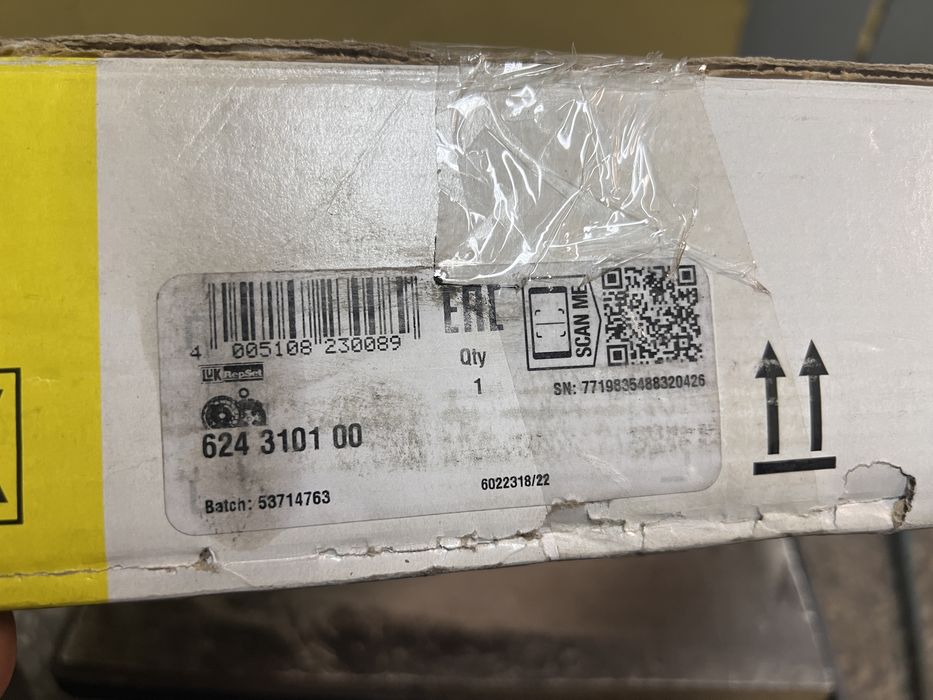 4 005108 230089
EAC
SCAN ME
Qty
1
SN: 7719835488320426
LuK RepSet
624 3101 00
6022318/22
Batch: 53714763